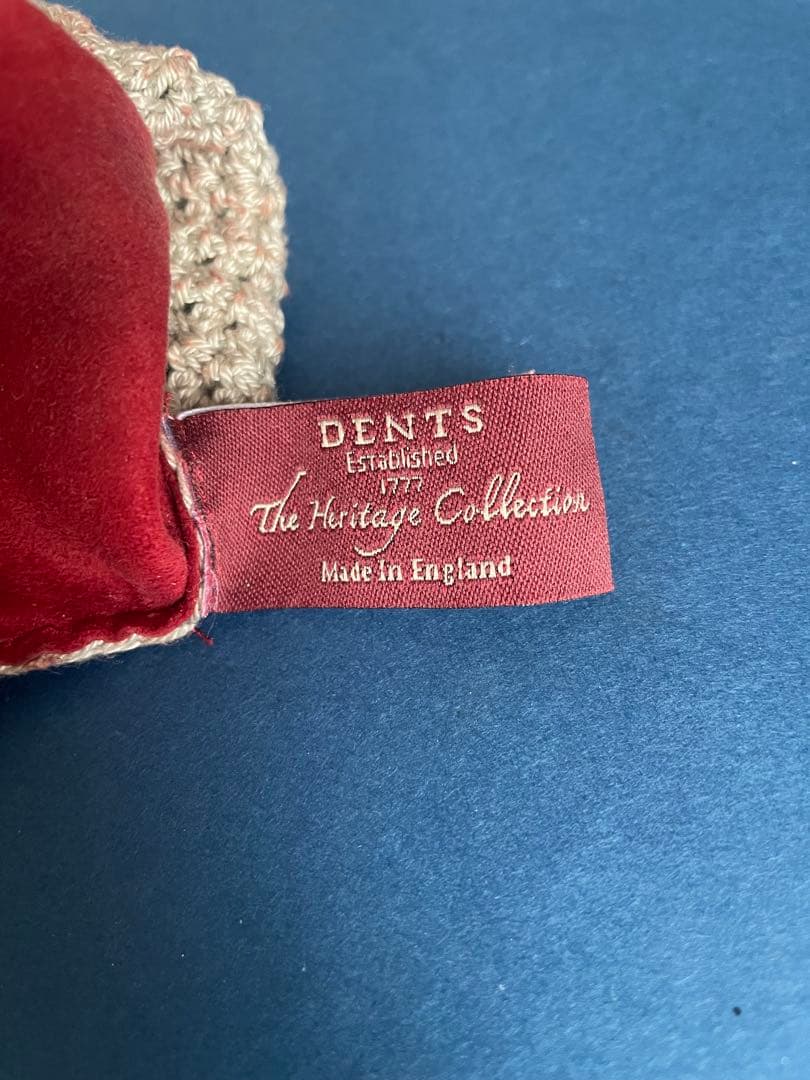 DENTS
Established
1777
The Heritage Collection
Made In England